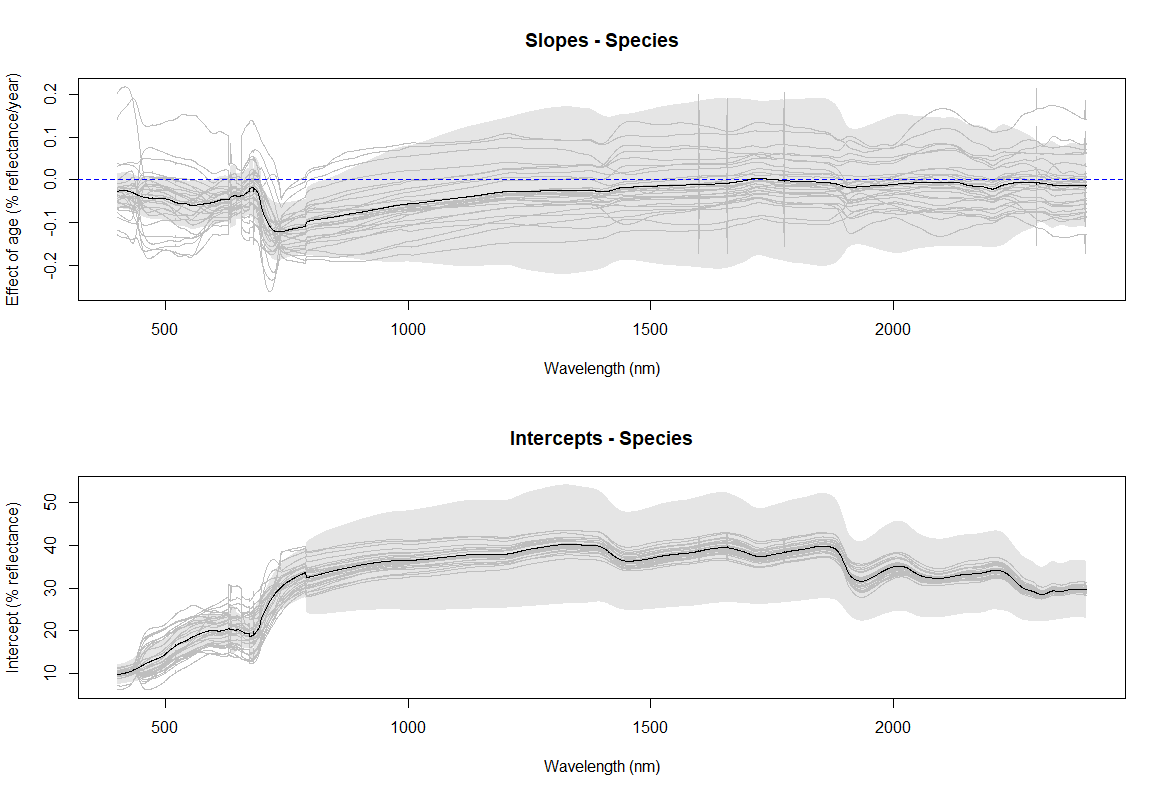 Slopes - Species
Effect of age (% reflectance/year)
0.2
0.1
0.0
-0.1
-0.2
500 1000 1500 2000
Wavelength (nm)
Intercepts - Species
Intercept (% reflectance)
50
40
30
20
10
500 1000 1500 2000
Wavelength (nm)